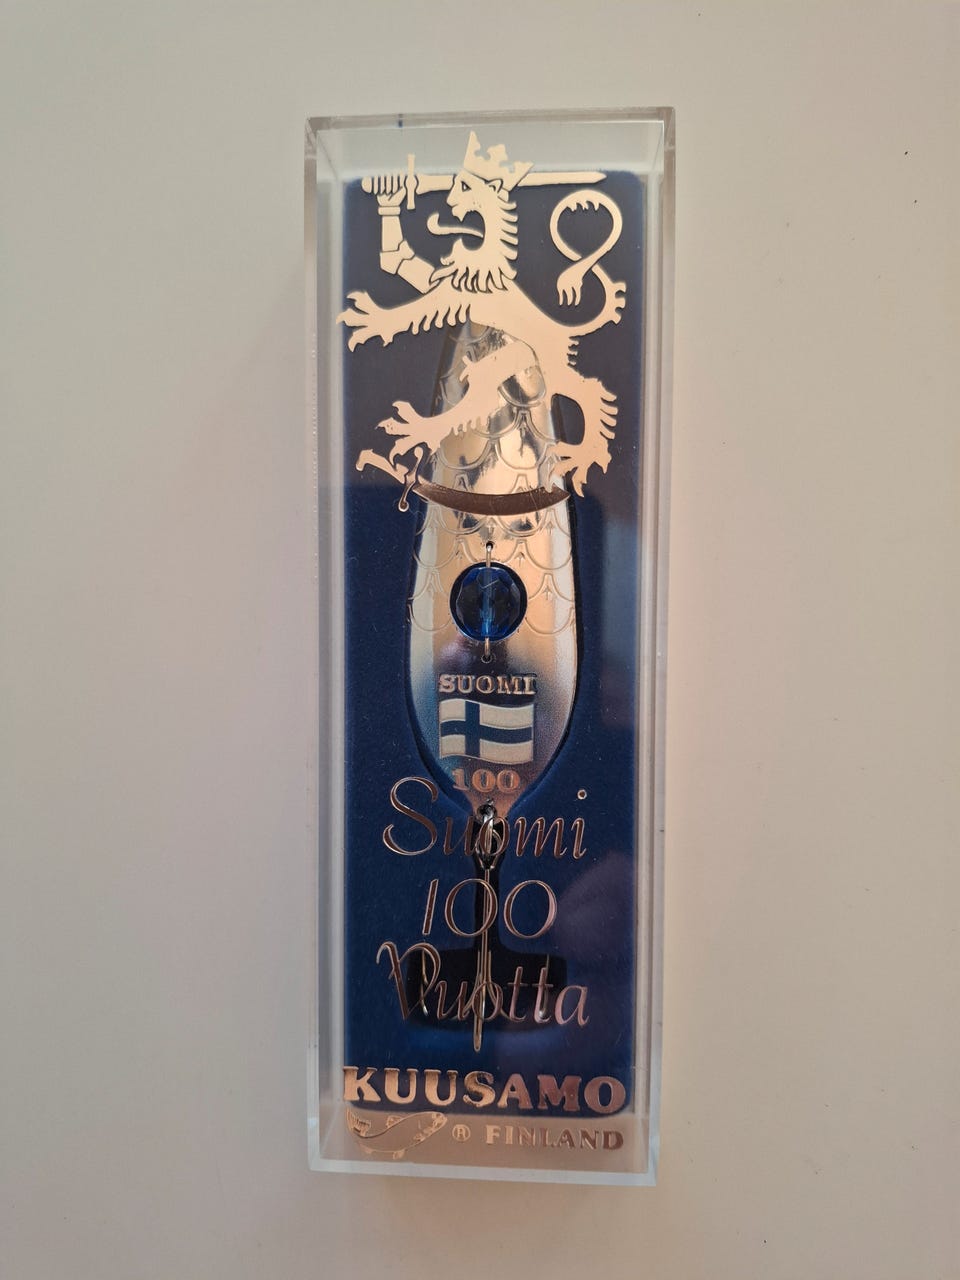 SUOMI
100
Suomi
100
Vuotta
KUUSAMO
® FINLAND